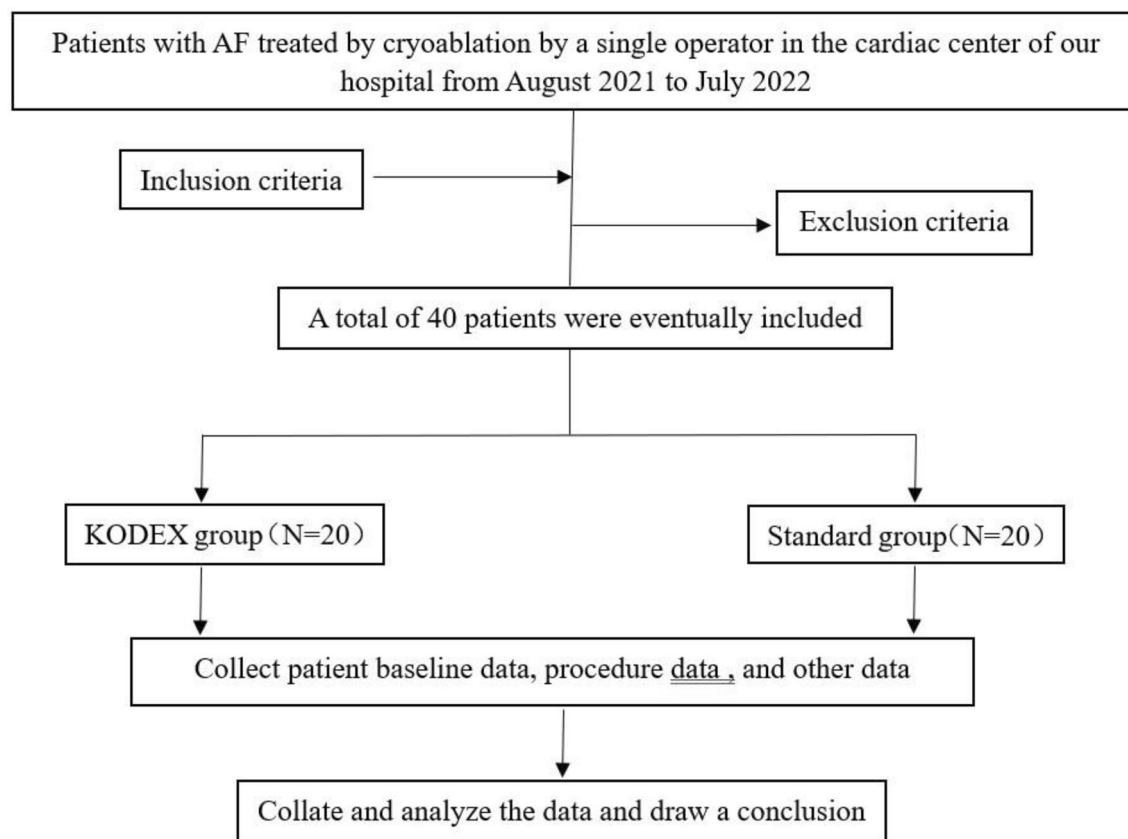 Patients with AF treated by cryoablation by a single operator in the cardiac center of our
hospital from August 2021 to July 2022
Inclusion criteria
Exclusion criteria
A total of 40 patients were eventually included
KODEX group（N=20）
Standard group（N=20）
Collect patient baseline data, procedure data , and other data
Collate and analyze the data and draw a conclusion